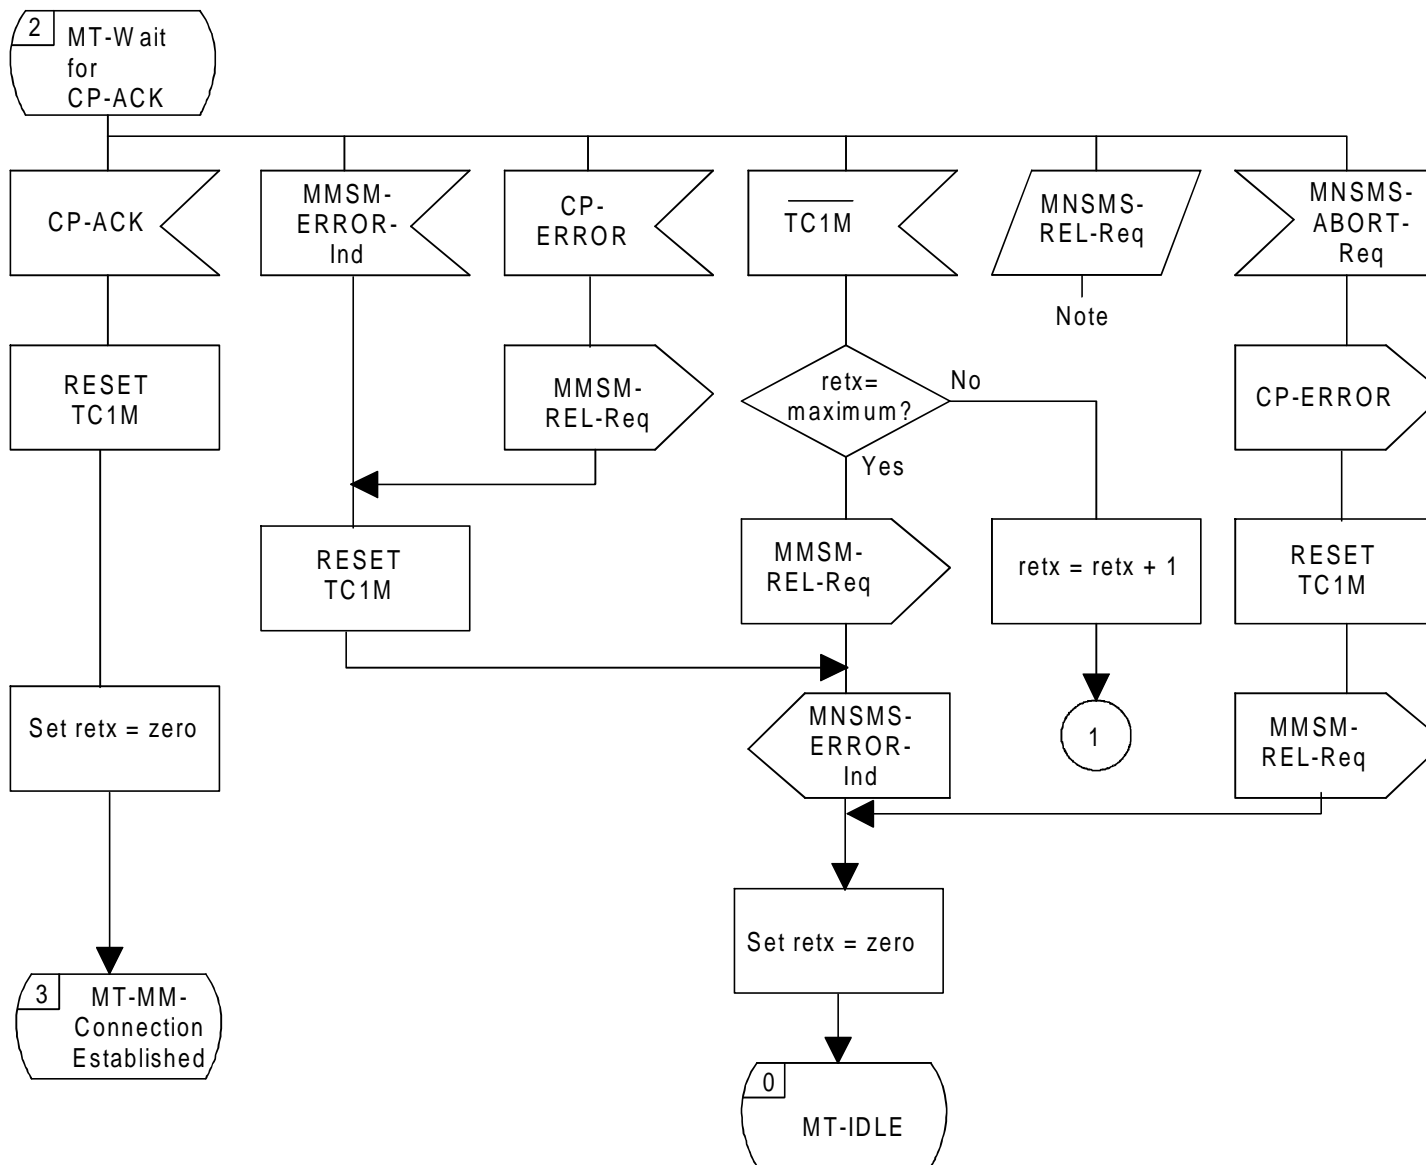 2
MT-Wait
for
CP-ACK
CP-ACK
MMSM-
ERROR-
Ind
CP-
ERROR
TC1M
MNSMS-
REL-Req
Note
MNSMS-
ABORT-
Req
RESET
TC1M
MMSM-
REL-Req
retx=
maximum?
No
Yes
CP-ERROR
RESET
TC1M
MMSM-
REL-Req
retx = retx + 1
RESET
TC1M
Set retx = zero
MNSMS-
ERROR-
Ind
1
MMSM-
REL-Req
Set retx = zero
3
MT-MM-
Connection
Established
0
MT-IDLE